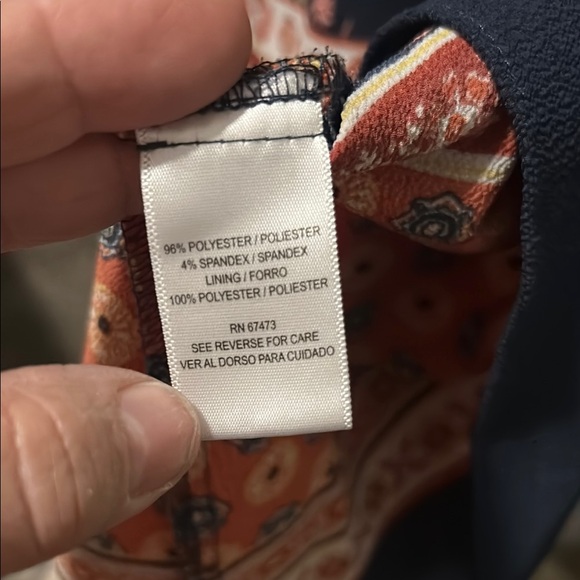 96% POLYESTER / POLIESTER
4% SPANDEX / SPANDEX
LINING / FORRO
100% POLYESTER / POLIESTER
RN 67473
SEE REVERSE FOR CARE
VER AL DORSO PARA CUIDADO